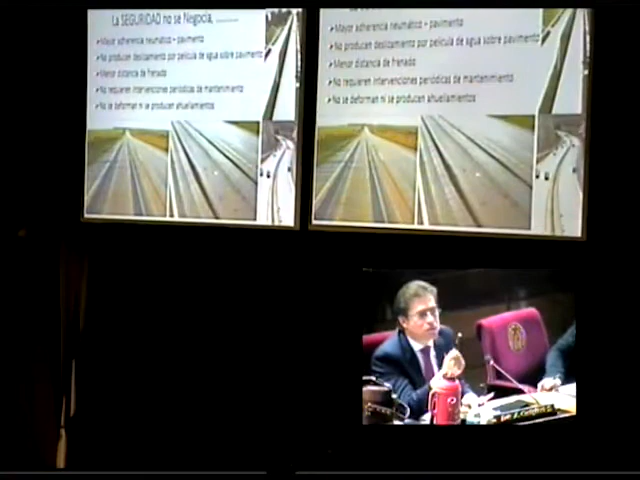 La SEGURIDAD no se Negocia,
➢Mayor adherencia neumático - pavimento
➢No producen deslizamiento por película de agua sobre pavimento
➢Menor distancia de frenado
➢No requieren intervenciones periódicas de mantenimiento
➢No se deforman ni se producen ahuellamientos
➢Mayor adherencia neumático - pavimento
➢No producen deslizamiento por película de agua sobre pavimento
➢Menor distancia de frenado
➢No requieren intervenciones periódicas de mantenimiento
➢No se deforman ni se producen ahuellamientos